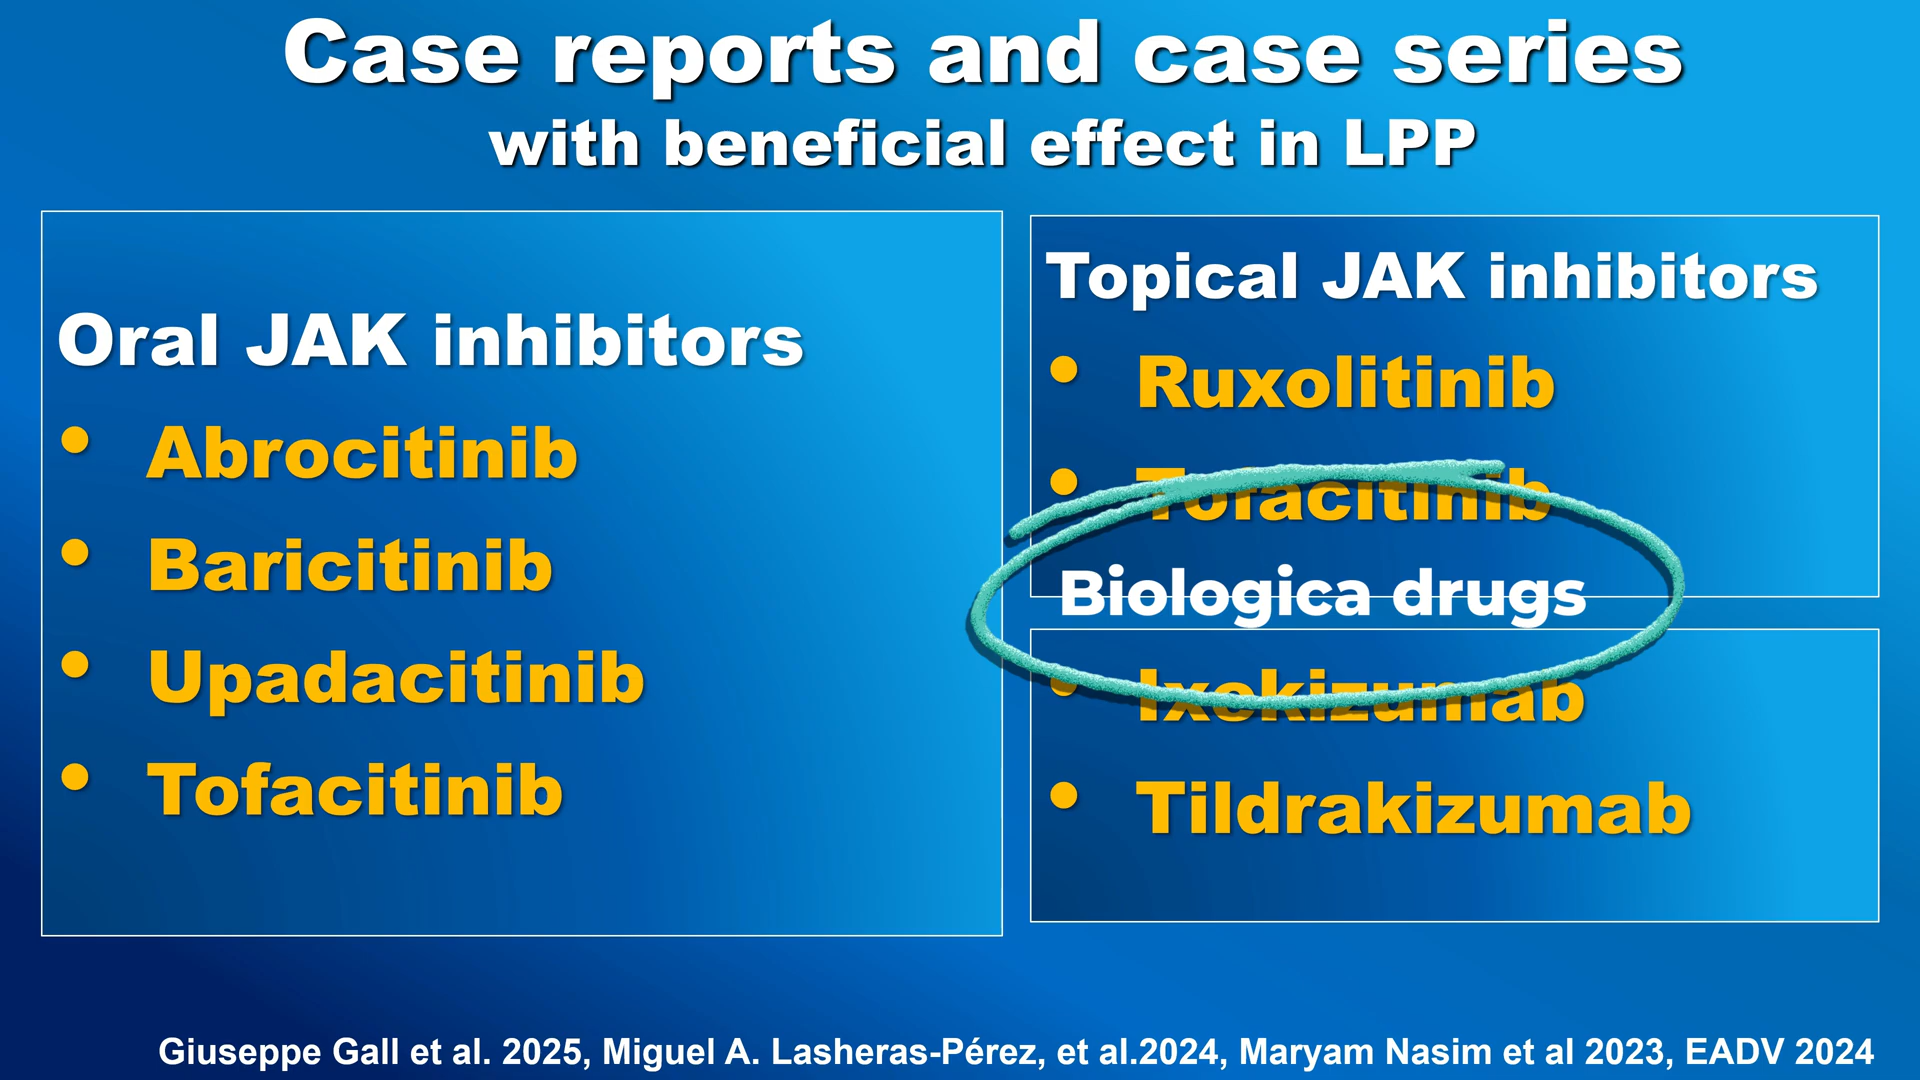 Case reports and case series
with beneficial effect in LPP
Oral JAK inhibitors
• Abrocitinib
• Baricitinib
• Upadacitinib
• Tofacitinib
Topical JAK inhibitors
• Ruxolitinib
• Tofacitinib
Biologica drugs
• Ixekizumab
• Tildrakizumab
Giuseppe Gall et al. 2025, Miguel A. Lasheras-Pérez, et al.2024, Maryam Nasim et al 2023, EADV 2024